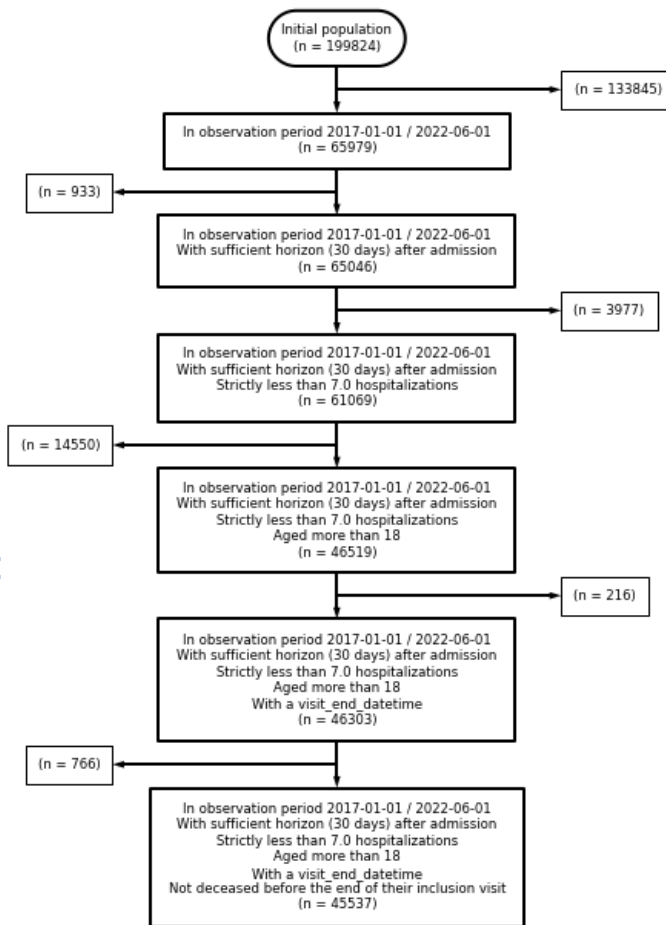 Initial population
(n = 199824)
(n = 133845)
In observation period 2017-01-01 / 2022-06-01
(n = 65979)
(n = 933)
In observation period 2017-01-01 / 2022-06-01
With sufficient horizon (30 days) after admission
(n = 65046)
(n = 3977)
In observation period 2017-01-01 / 2022-06-01
With sufficient horizon (30 days) after admission
Strictly less than 7.0 hospitalizations
(n = 61069)
(n = 14550)
In observation period 2017-01-01 / 2022-06-01
With sufficient horizon (30 days) after admission
Strictly less than 7.0 hospitalizations
Aged more than 18
(n = 46519)
(n = 216)
In observation period 2017-01-01 / 2022-06-01
With sufficient horizon (30 days) after admission
Strictly less than 7.0 hospitalizations
Aged more than 18
With a visit_end_datetime
(n = 46303)
(n = 766)
In observation period 2017-01-01 / 2022-06-01
With sufficient horizon (30 days) after admission
Strictly less than 7.0 hospitalizations
Aged more than 18
With a visit_end_datetime
Not deceased before the end of their inclusion visit
(n = 45537)